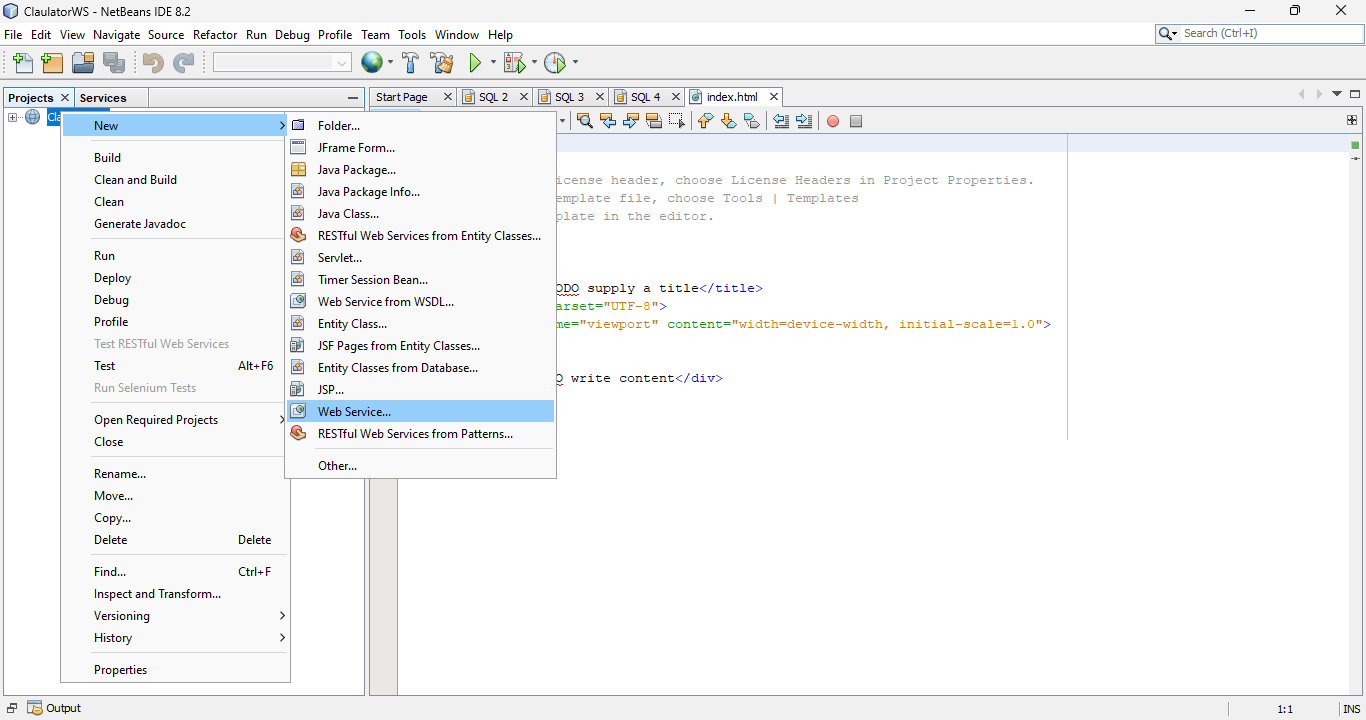 ClaulatorWS - NetBeans IDE 8.2
File Edit View Navigate Source Refactor Run Debug Profile Team Tools Window Help
Search (Ctrl+I)
Projects Services
Start Page SQL 2 SQL 3 SQL 4 index.html
New
Build
Clean and Build
Clean
Generate Javadoc
Run
Deploy
Debug
Profile
Test RESTful Web Services
Test Alt+F6
Run Selenium Tests
Open Required Projects
Close
Rename...
Move...
Copy...
Delete Delete
Find... Ctrl+F
Inspect and Transform...
Versioning
History
Properties
Folder...
JFrame Form...
Java Package...
Java Package Info...
Java Class...
RESTful Web Services from Entity Classes...
Servlet...
Timer Session Bean...
Web Service from WSDL...
Entity Class...
JSF Pages from Entity Classes...
Entity Classes from Database...
JSP...
Web Service...
RESTful Web Services from Patterns...
Other...
icense header, choose License Headers in Project Properties.
emplate file, choose Tools | Templates
plate in the editor.
ODO supply a title</title>
arset="UTF-8">
me="viewport" content="width=device-width, initial-scale=1.0">
O write content</div>
Output
1:1 INS